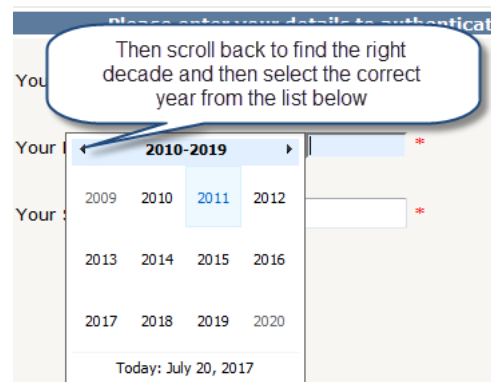 Please enter your details to authenticat
Then scroll back to find the right
decade and then select the correct
year from the list below
You
Your
2010-2019
*
2009 2010 2011 2012
Your
*
2013 2014 2015 2016
2017 2018 2019 2020
Today: July 20, 2017